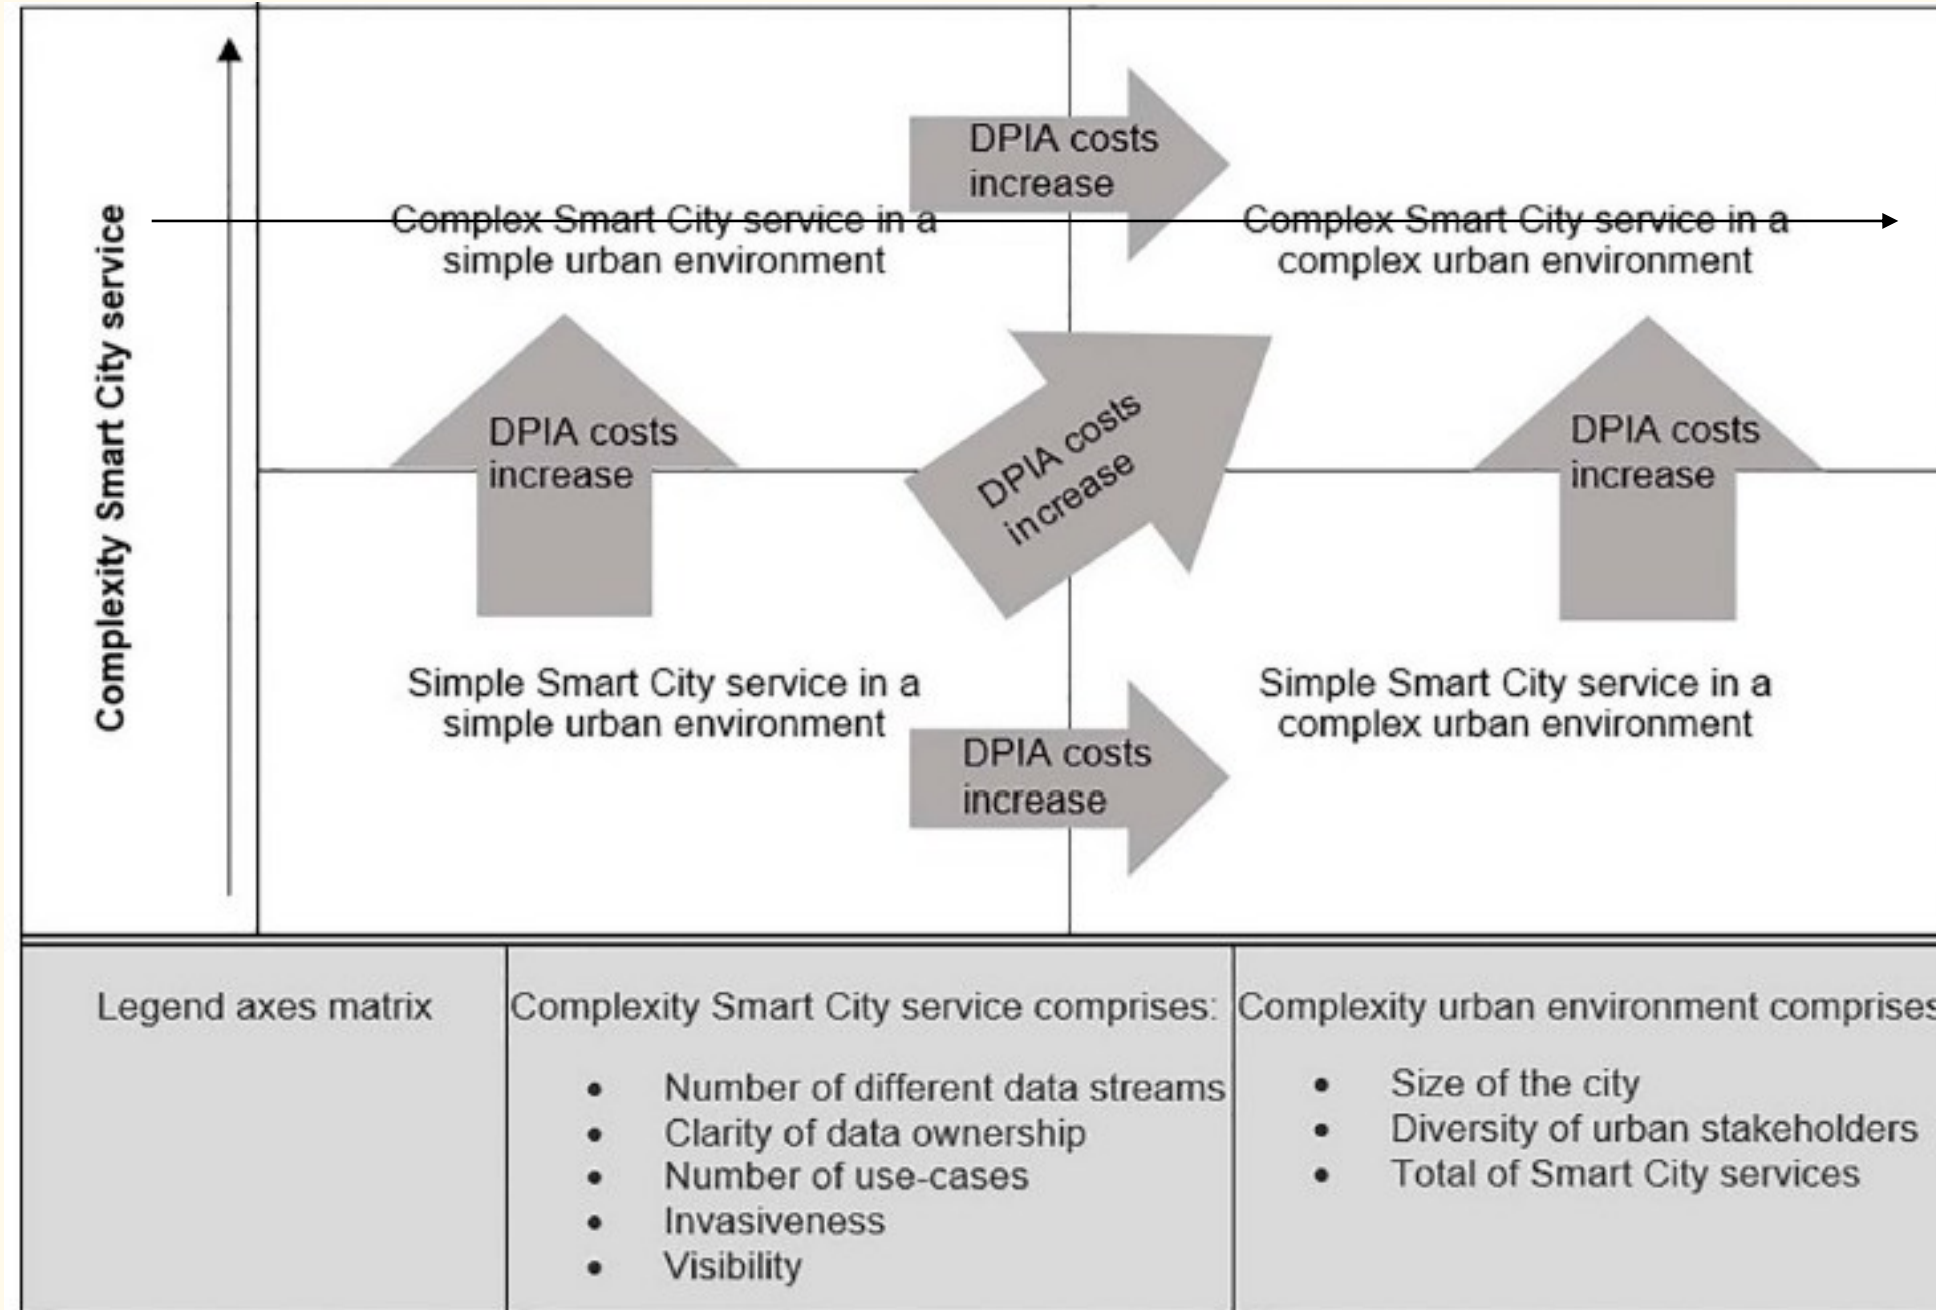 DPIA costs
increase
Complex Smart City service in a
simple urban environment
Complex Smart City service in a
complex urban environment
Complexity Smart City service
DPIA costs
increase
DPIA costs
increase
DPIA costs
increase
Simple Smart City service in a
simple urban environment
Simple Smart City service in a
complex urban environment
DPIA costs
increase
Legend axes matrix
Complexity Smart City service comprises:
• Number of different data streams
• Clarity of data ownership
• Number of use-cases
• Invasiveness
• Visibility
Complexity urban environment comprises
• Size of the city
• Diversity of urban stakeholders
• Total of Smart City services